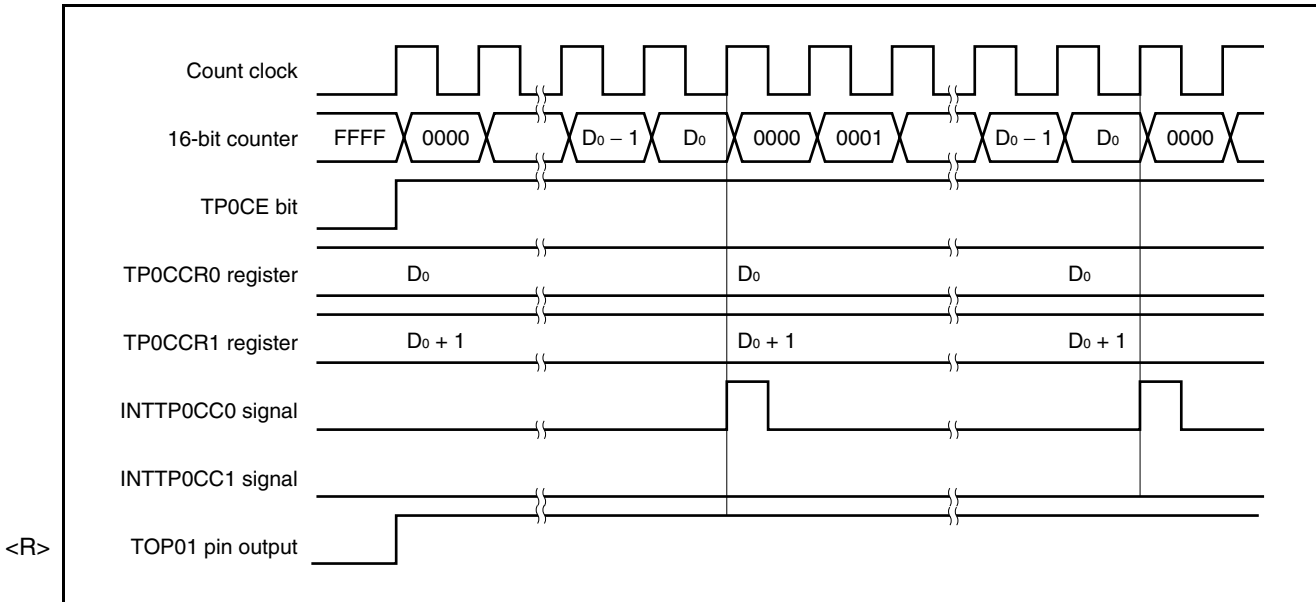 Count clock
16-bit counter FFFF 0000 D₀ − 1 D₀ 0000 0001 D₀ − 1 D₀ 0000
TP0CE bit
TP0CCR0 register D₀ D₀ D₀
TP0CCR1 register D₀ + 1 D₀ + 1 D₀ + 1
INTTP0CC0 signal
INTTP0CC1 signal
<R> TOP01 pin output